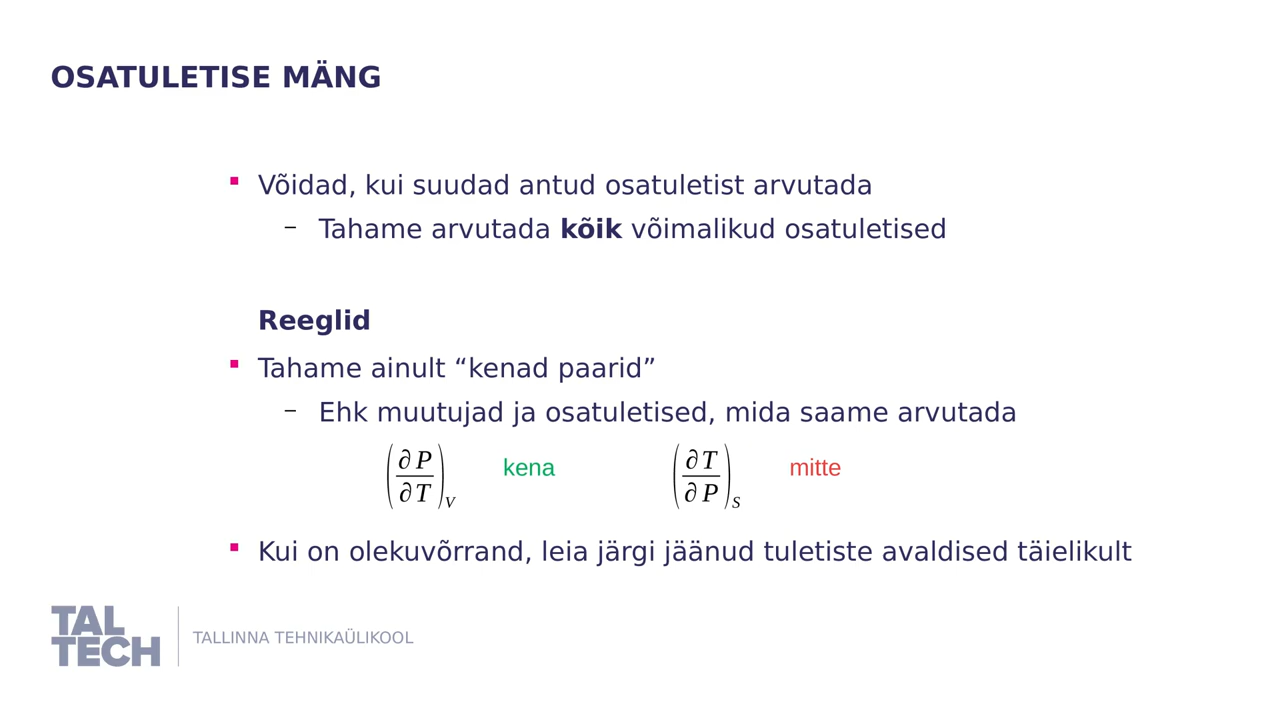 OSATULETISE MÄNG
▪ Võidad, kui suudad antud osatuletist arvutada
– Tahame arvutada kõik võimalikud osatuletised
Reeglid
▪ Tahame ainult “kenad paarid”
– Ehk muutujad ja osatuletised, mida saame arvutada
(∂P/∂T)_V kena (∂T/∂P)_S mitte
▪ Kui on olekuvõrrand, leia järgi jäänud tuletiste avaldised täielikult
TAL
TECH
TALLINNA TEHNIKAÜLIKOOL